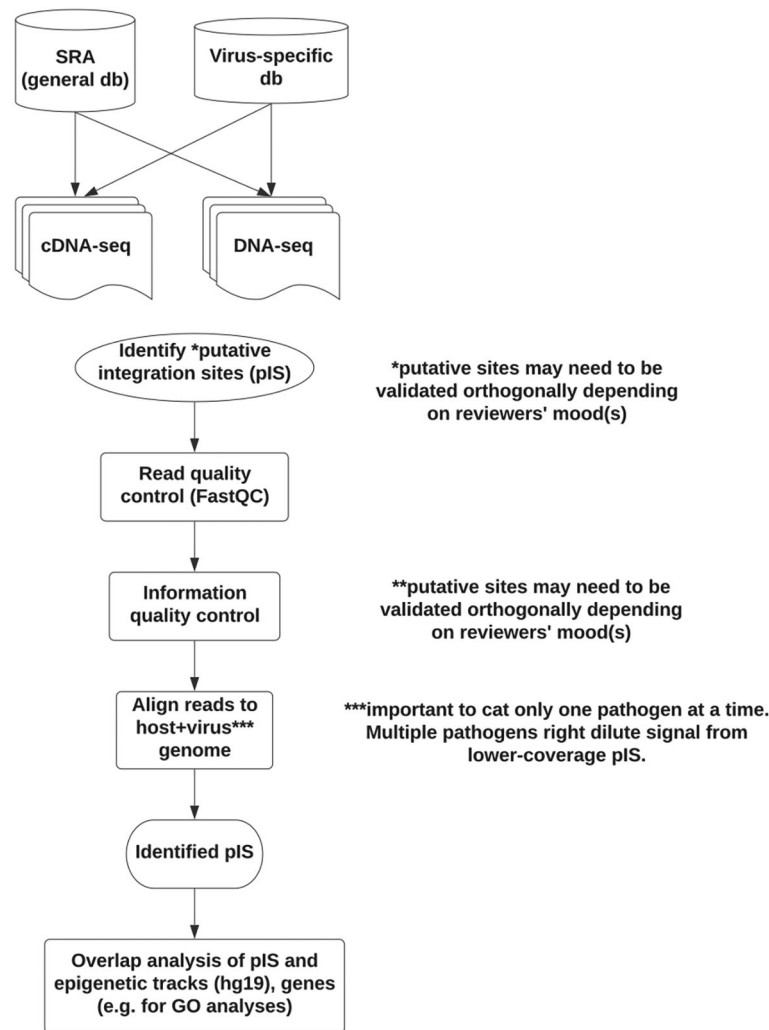 SRA
(general db)
Virus-specific
db
cDNA-seq
DNA-seq
Identify *putative
integration sites (pIS)
*putative sites may need to be
validated orthogonally depending
on reviewers' mood(s)
Read quality
control (FastQC)
Information
quality control
**putative sites may need to be
validated orthogonally depending
on reviewers' mood(s)
Align reads to
host+virus***
genome
***important to cat only one pathogen at a time.
Multiple pathogens right dilute signal from
lower-coverage pIS.
Identified pIS
Overlap analysis of pIS and
epigenetic tracks (hg19), genes
(e.g. for GO analyses)